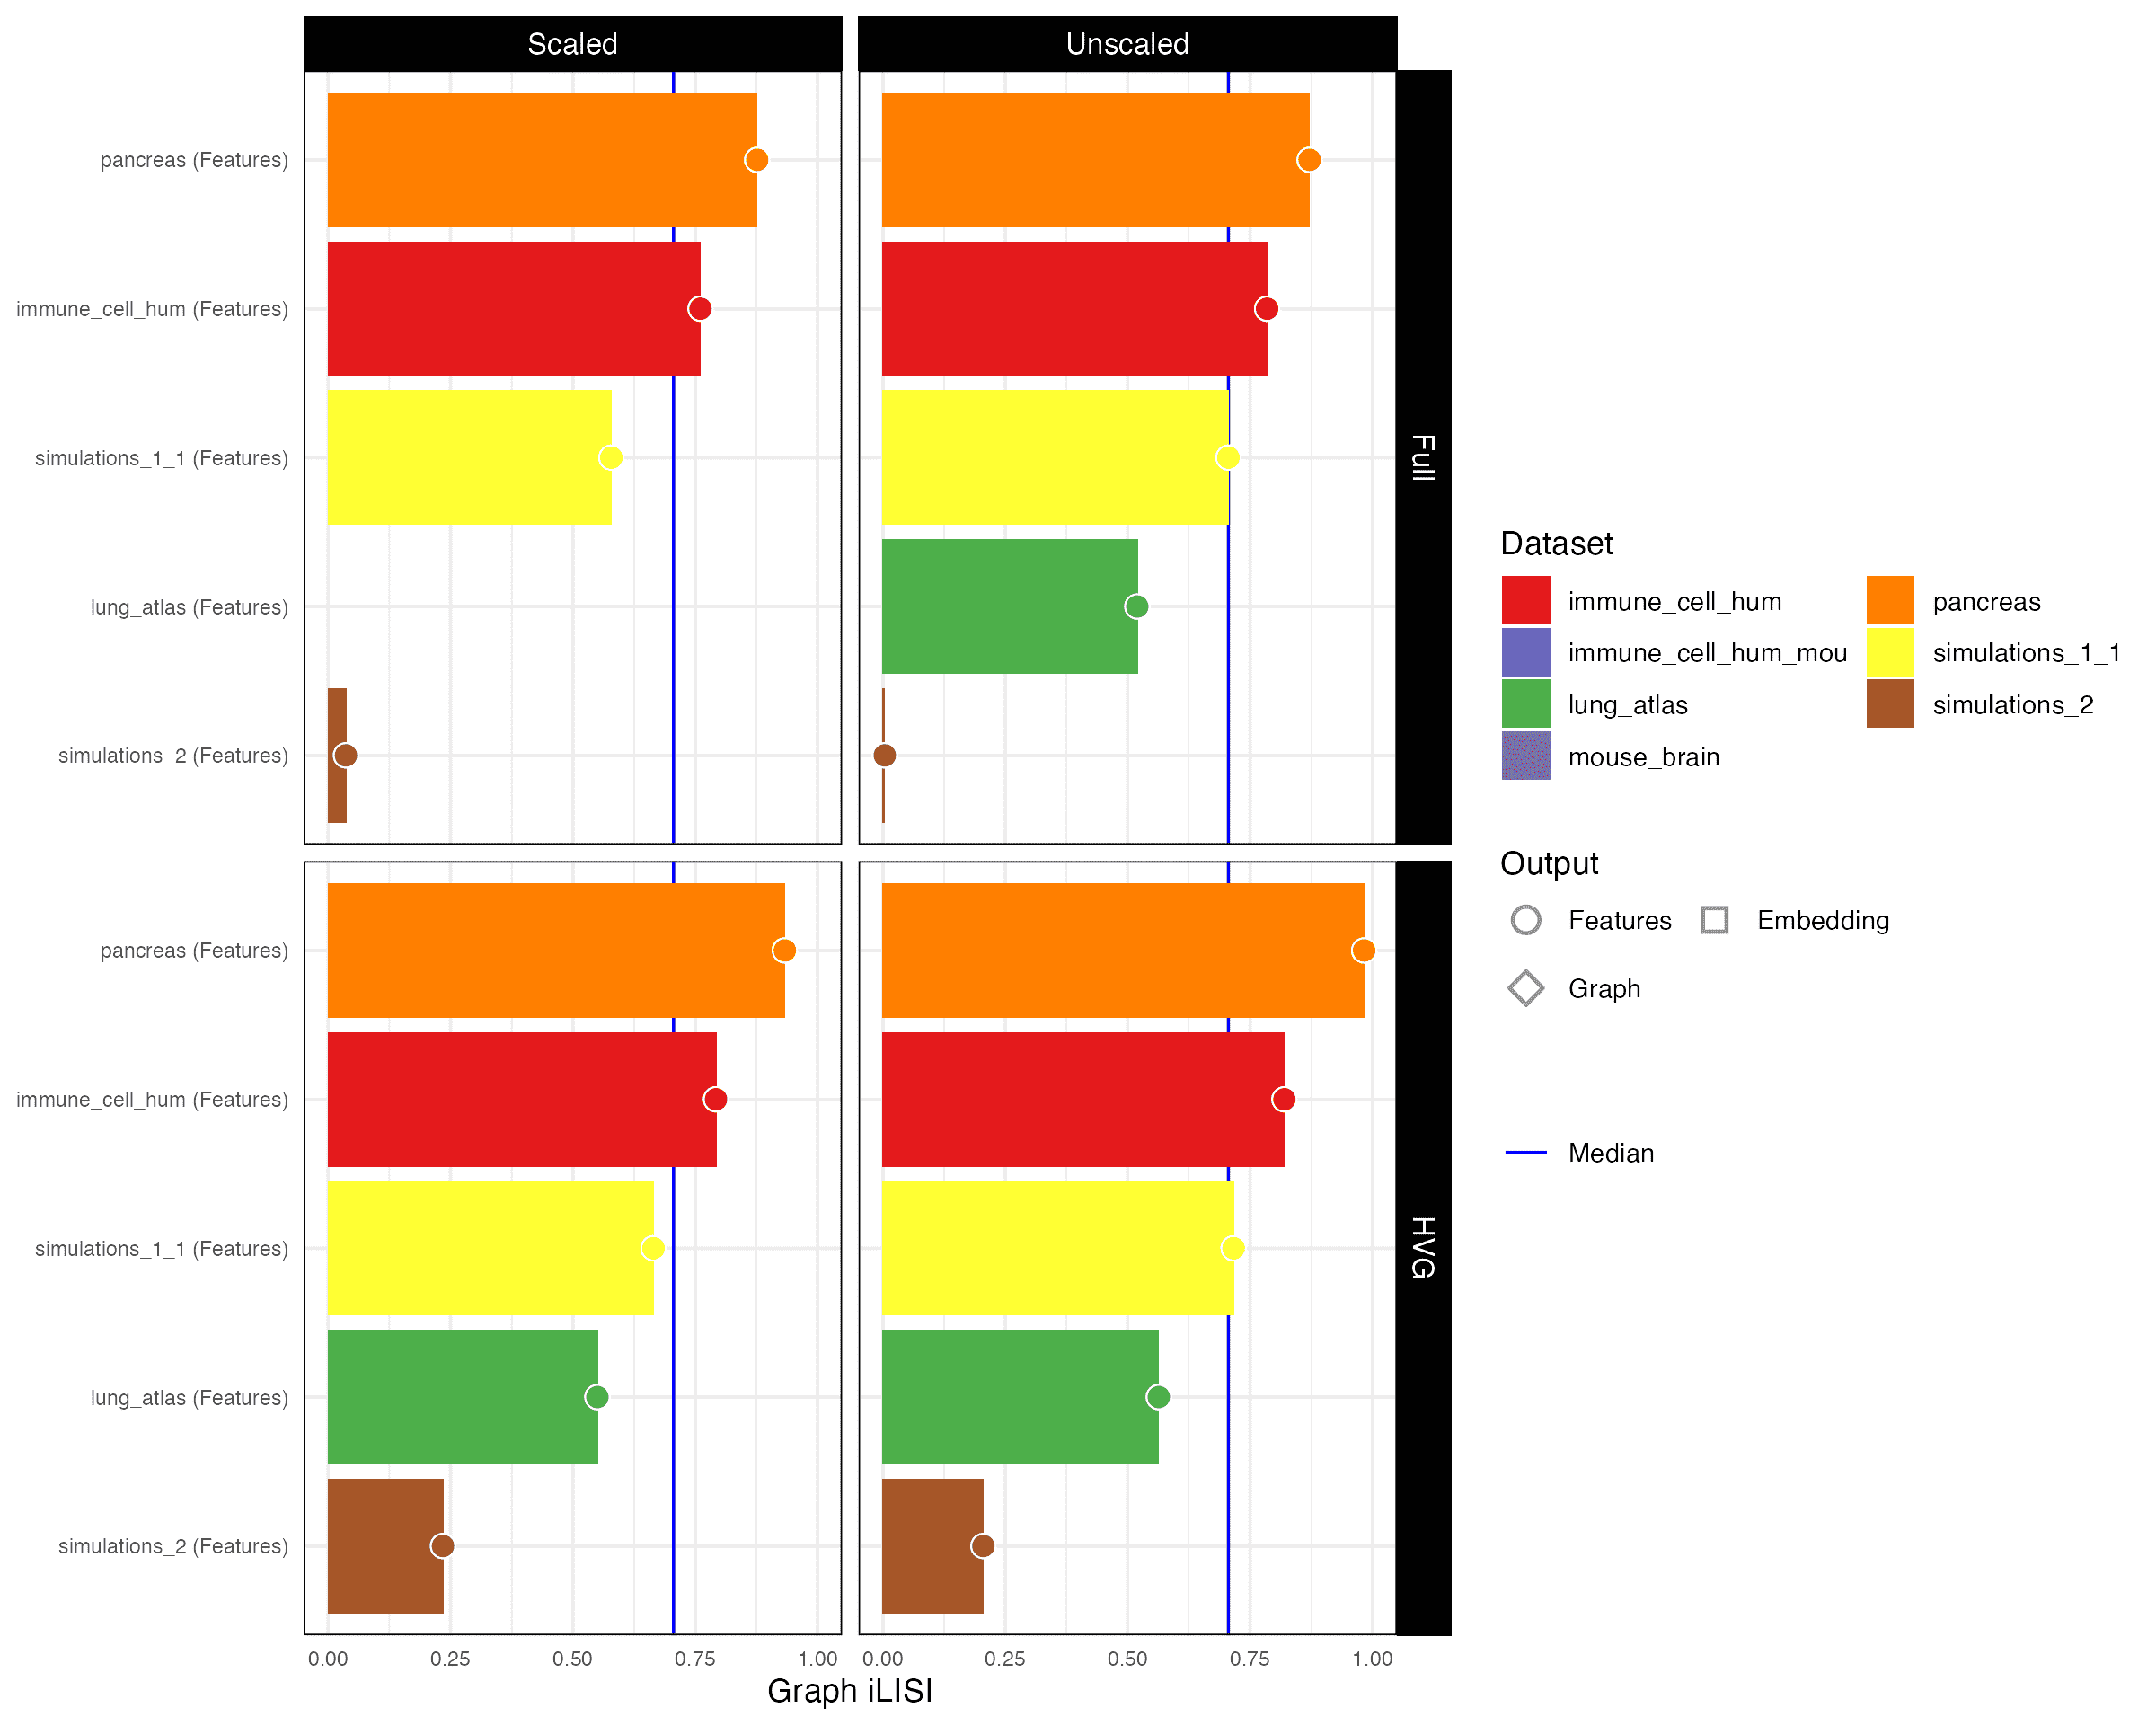 Scaled
Unscaled
pancreas (Features)
immune_cell_hum (Features)
simulations_1_1 (Features)
lung_atlas (Features)
simulations_2 (Features)
Full
pancreas (Features)
immune_cell_hum (Features)
simulations_1_1 (Features)
lung_atlas (Features)
simulations_2 (Features)
HVG
0.00 0.25 0.50 0.75 1.00
0.00 0.25 0.50 0.75 1.00
Graph iLISI
Dataset
immune_cell_hum
immune_cell_hum_mou
lung_atlas
mouse_brain
pancreas
simulations_1_1
simulations_2
Output
Features
Embedding
Graph
Median